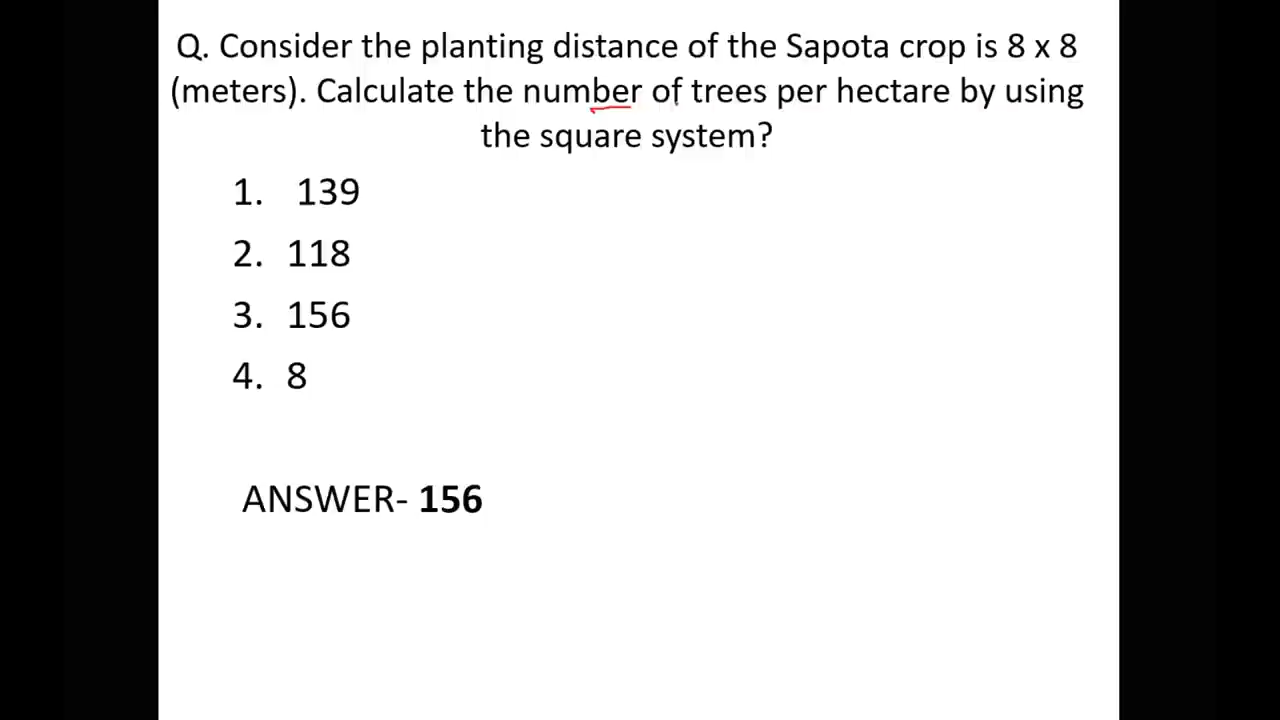 Q. Consider the planting distance of the Sapota crop is 8 x 8
(meters). Calculate the number of trees per hectare by using
the square system?
1. 139
2. 118
3. 156
4. 8
ANSWER- 156